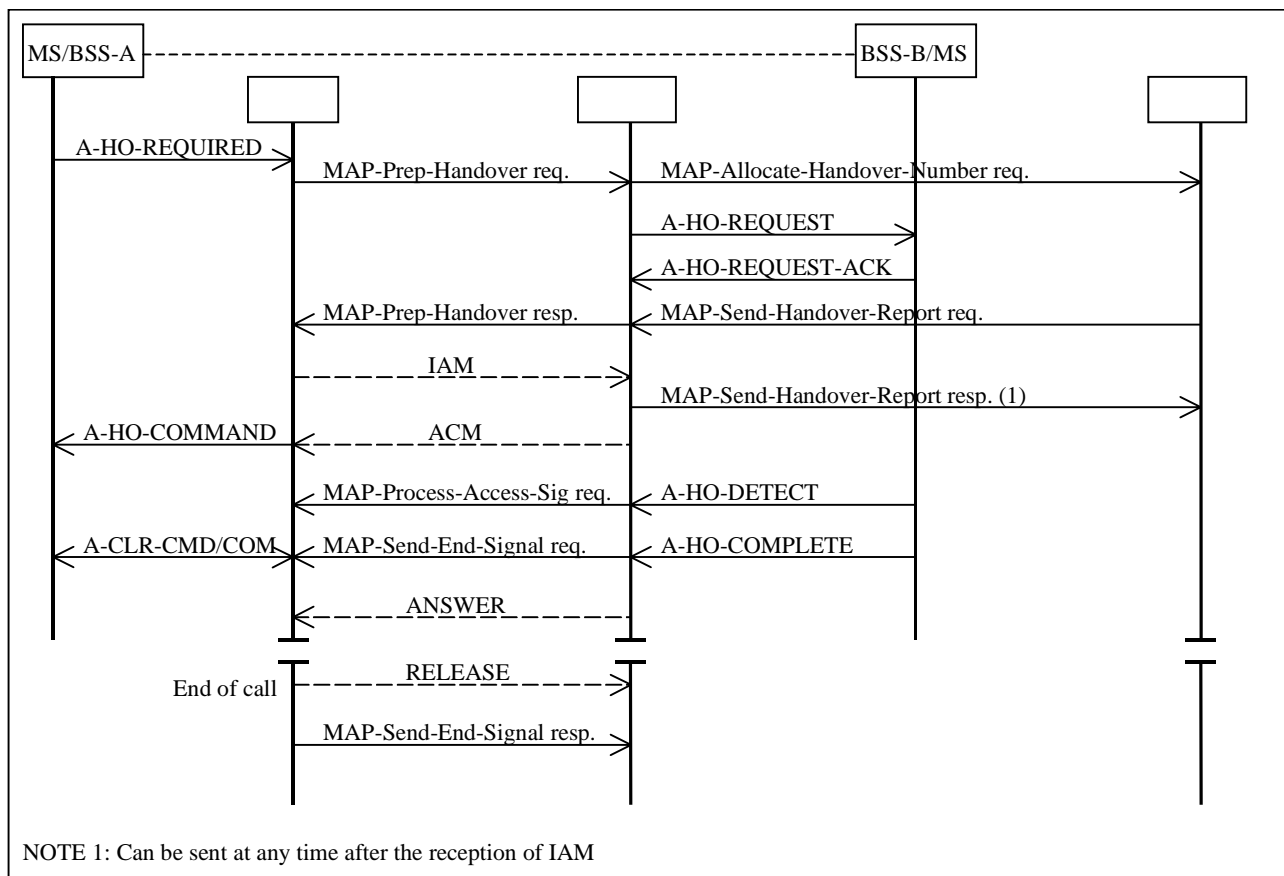 MS/BSS-A
BSS-B/MS
A-HO-REQUIRED
MAP-Prep-Handover req.
MAP-Allocate-Handover-Number req.
A-HO-REQUEST
A-HO-REQUEST-ACK
MAP-Prep-Handover resp.
MAP-Send-Handover-Report req.
IAM
MAP-Send-Handover-Report resp. (1)
A-HO-COMMAND
ACM
MAP-Process-Access-Sig req.
A-HO-DETECT
A-CLR-CMD/COM
MAP-Send-End-Signal req.
A-HO-COMPLETE
ANSWER
RELEASE
End of call
MAP-Send-End-Signal resp.
NOTE 1: Can be sent at any time after the reception of IAM